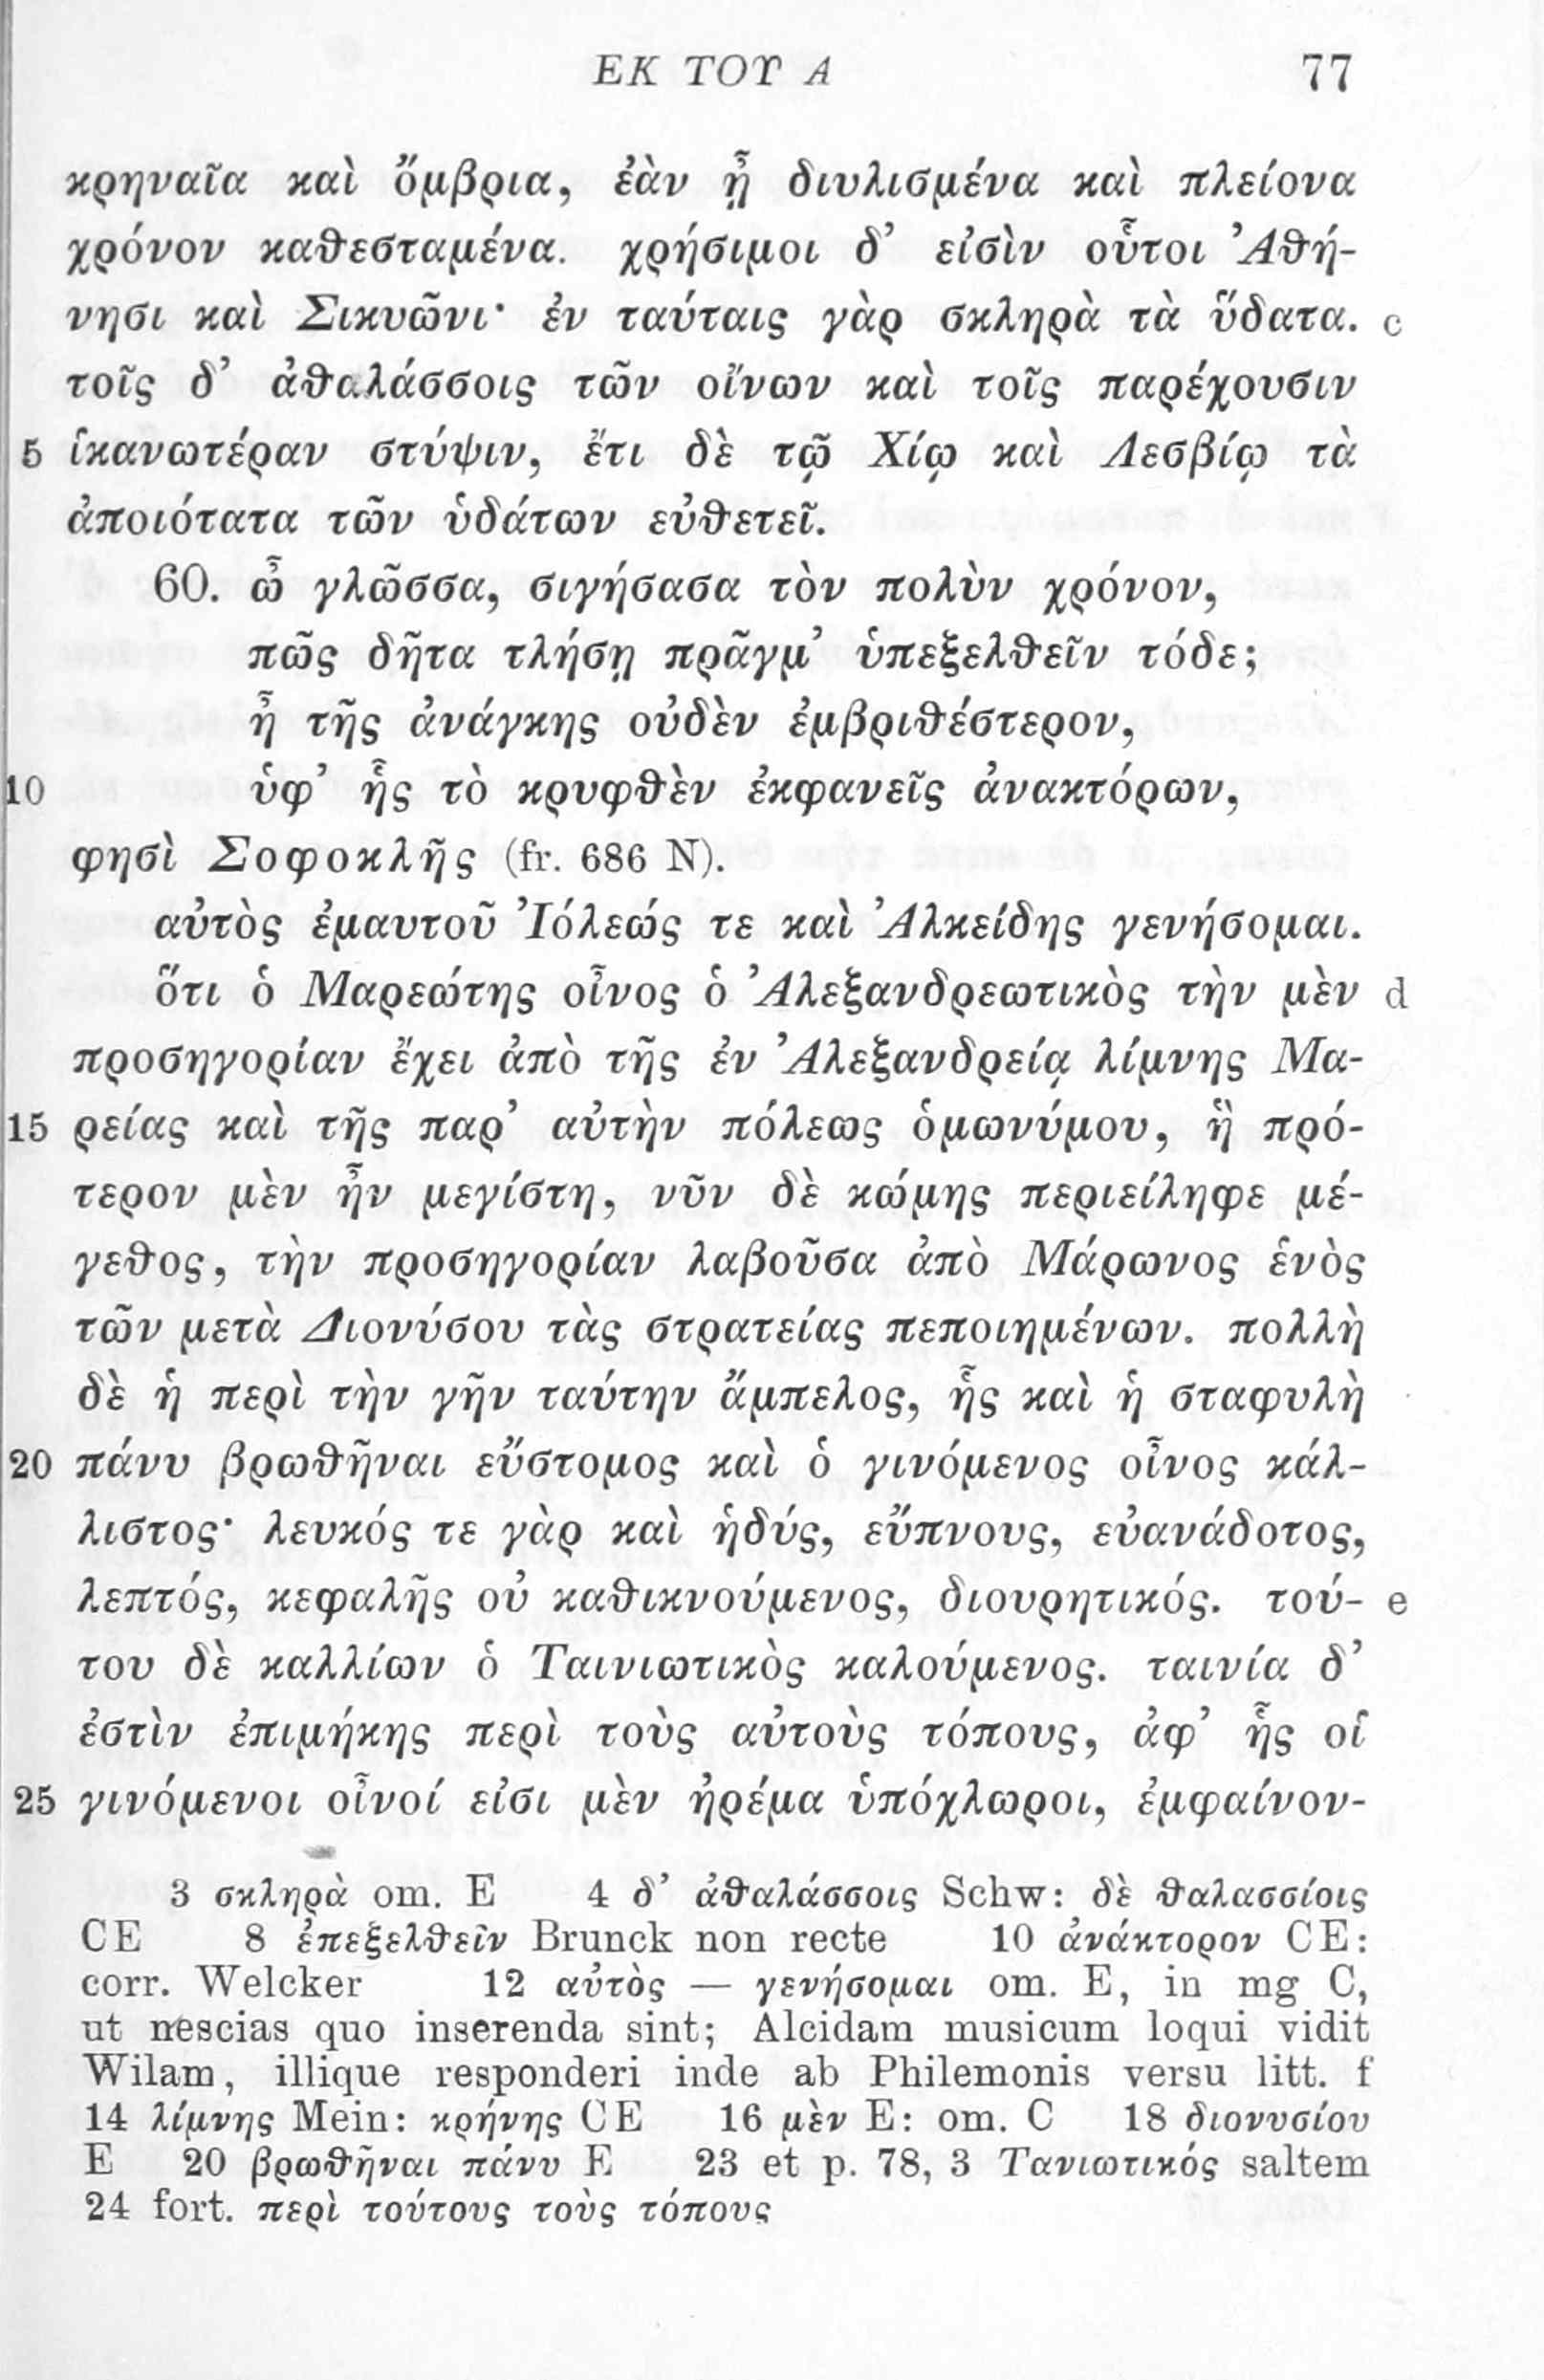 ΕΚ ΤΟΥ Α 77
κρηναῖα καὶ ὄμβρια, ἐὰν ᾖ διυλισμένα καὶ πλείονα
χρόνον καθεσταμένα. χρήσιμοι δ’ εἰσὶν οὗτοι Ἀθή-
νησι καὶ Σικυῶνι· ἐν ταύταις γὰρ σκληρὰ τὰ ὕδατα. c
τοῖς δ’ ἀθαλάσσοις τῶν οἴνων καὶ τοῖς παρέχουσιν
5 ἱκανωτέραν στύψιν, ἔτι δὲ τῷ Χίῳ καὶ Λεσβίῳ τὰ
ἀποιότατα τῶν ὑδάτων εὐθετεῖ.
60. ὦ γλῶσσα, σιγήσασα τὸν πολὺν χρόνον,
πῶς δῆτα τλήσῃ πρᾶγμ’ ὑπεξελθεῖν τόδε;
ἦ τῆς ἀνάγκης οὐδὲν ἐμβριθέστερον,
10 ὑφ’ ἧς τὸ κρυφθὲν ἐκφανεῖς ἀνακτόρων,
φησὶ Σοφοκλῆς (fr. 686 N).
αὐτὸς ἐμαυτοῦ Ἰόλεώς τε καὶ Ἀλκείδης γενήσομαι.
ὅτι ὁ Μαρεώτης οἶνος ὁ Ἀλεξανδρεωτικὸς τὴν μὲν d
προσηγορίαν ἔχει ἀπὸ τῆς ἐν Ἀλεξανδρείᾳ λίμνης Μα-
15 ρείας καὶ τῆς παρ’ αὐτὴν πόλεως ὁμωνύμου, ἣ πρό-
τερον μὲν ἦν μεγίστη, νῦν δὲ κώμης περιείληφε μέ-
γεθος, τὴν προσηγορίαν λαβοῦσα ἀπὸ Μάρωνος ἑνὸς
τῶν μετὰ Διονύσου τὰς στρατείας πεποιημένων. πολλὴ
δὲ ἡ περὶ τὴν γῆν ταύτην ἄμπελος, ἧς καὶ ἡ σταφυλὴ
20 πάνυ βρωθῆναι εὔστομος καὶ ὁ γινόμενος οἶνος κάλ-
λιστος· λευκός τε γὰρ καὶ ἡδύς, εὔπνους, εὐανάδοτος,
λεπτός, κεφαλῆς οὐ καθικνούμενος, διουρητικός. τού- e
του δὲ καλλίων ὁ Ταινιωτικὸς καλούμενος. ταινία δ’
ἐστὶν ἐπιμήκης περὶ τοὺς αὐτοὺς τόπους, ἀφ’ ἧς οἱ
25 γινόμενοι οἶνοί εἰσι μὲν ἠρέμα ὑπόχλωροι, ἐμφαίνον-
3 σκληρὰ om. E 4 δ’ ἀθαλάσσοις Schw: δὲ θαλασσίοις
CE 8 ἐπεξελθεῖν Brunck non recte 10 ἀνάκτορον CE:
corr. Welcker 12 αὐτὸς — γενήσομαι om. E, in mg C,
ut nescias quo inserenda sint; Alcidam musicum loqui vidit
Wilam, illique responderi inde ab Philemonis versu litt. f
14 λίμνης Mein: κρήνης CE 16 μὲν E: om. C 18 διονυσίου
E 20 βρωθῆναι πάνυ E 23 et p. 78, 3 Τανιωτικός saltem
24 fort. περὶ τούτους τοὺς τόπους